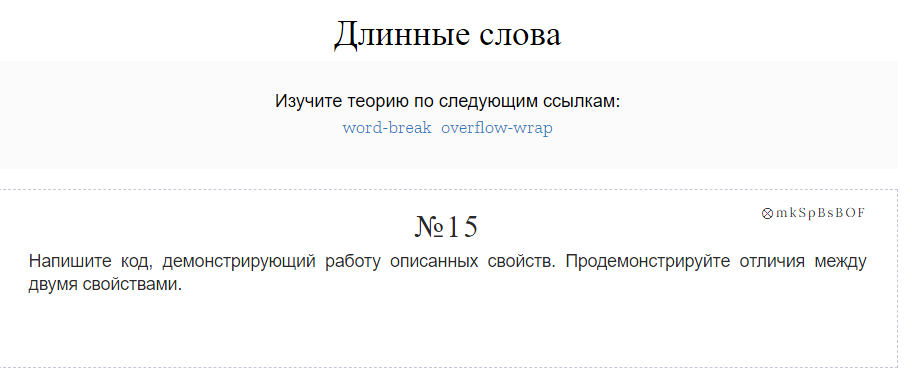 Длинные слова
Изучите теорию по следующим ссылкам:
word-break overflow-wrap
mkSpBsBOF
№15
Напишите код, демонстрирующий работу описанных свойств. Продемонстрируйте отличия между
двумя свойствами.